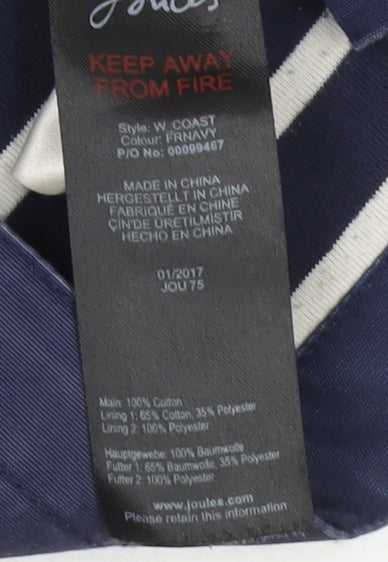 Joules
KEEP AWAY
FROM FIRE
Style: W_COAST
Colour: FRNAVY
P/O No: 00099467
MADE IN CHINA
HERGESTELLT IN CHINA
FABRIQUÉ EN CHINE
ÇİN'DE ÜRETİLMİŞTİR
HECHO EN CHINA
01/2017
JOU 75
Main: 100% Cotton
Lining 1: 65% Cotton, 35% Polyester
Lining 2: 100% Polyester
Hauptgewebe: 100% Baumwolle
Futter 1: 65% Baumwolle, 35% Polyester
Futter 2: 100% Polyester
www.joules.com
Please retain this information